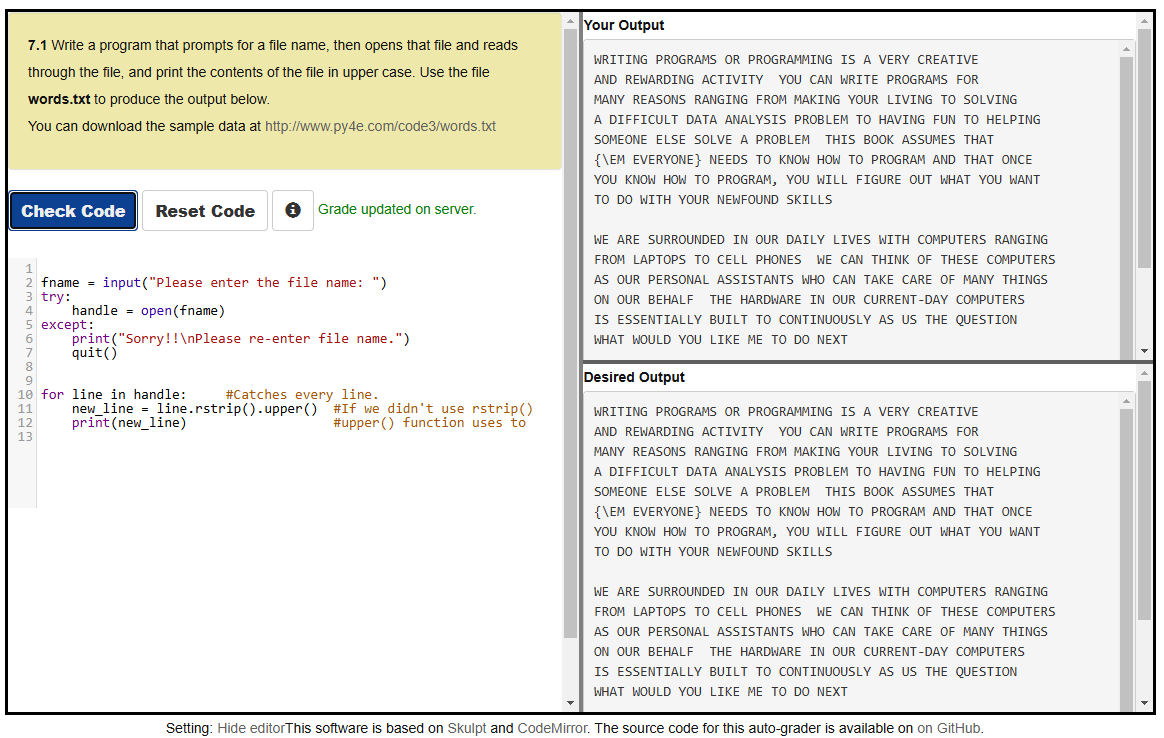 7.1 Write a program that prompts for a file name, then opens that file and reads
through the file, and print the contents of the file in upper case. Use the file
words.txt to produce the output below.
You can download the sample data at http://www.py4e.com/code3/words.txt
Check Code
Reset Code
Grade updated on server.
1
2 fname = input("Please enter the file name: ")
3 try:
4     handle = open(fname)
5 except:
6     print("Sorry!!\nPlease re-enter file name.")
7     quit()
8
9
10 for line in handle:     #Catches every line.
11     new_line = line.rstrip().upper()  #If we didn't use rstrip()
12     print(new_line)                   #upper() function uses to
13
Your Output
WRITING PROGRAMS OR PROGRAMMING IS A VERY CREATIVE
AND REWARDING ACTIVITY  YOU CAN WRITE PROGRAMS FOR
MANY REASONS RANGING FROM MAKING YOUR LIVING TO SOLVING
A DIFFICULT DATA ANALYSIS PROBLEM TO HAVING FUN TO HELPING
SOMEONE ELSE SOLVE A PROBLEM  THIS BOOK ASSUMES THAT
{\EM EVERYONE} NEEDS TO KNOW HOW TO PROGRAM AND THAT ONCE
YOU KNOW HOW TO PROGRAM, YOU WILL FIGURE OUT WHAT YOU WANT
TO DO WITH YOUR NEWFOUND SKILLS
WE ARE SURROUNDED IN OUR DAILY LIVES WITH COMPUTERS RANGING
FROM LAPTOPS TO CELL PHONES  WE CAN THINK OF THESE COMPUTERS
AS OUR PERSONAL ASSISTANTS WHO CAN TAKE CARE OF MANY THINGS
ON OUR BEHALF  THE HARDWARE IN OUR CURRENT-DAY COMPUTERS
IS ESSENTIALLY BUILT TO CONTINUOUSLY AS US THE QUESTION
WHAT WOULD YOU LIKE ME TO DO NEXT
Desired Output
WRITING PROGRAMS OR PROGRAMMING IS A VERY CREATIVE
AND REWARDING ACTIVITY  YOU CAN WRITE PROGRAMS FOR
MANY REASONS RANGING FROM MAKING YOUR LIVING TO SOLVING
A DIFFICULT DATA ANALYSIS PROBLEM TO HAVING FUN TO HELPING
SOMEONE ELSE SOLVE A PROBLEM  THIS BOOK ASSUMES THAT
{\EM EVERYONE} NEEDS TO KNOW HOW TO PROGRAM AND THAT ONCE
YOU KNOW HOW TO PROGRAM, YOU WILL FIGURE OUT WHAT YOU WANT
TO DO WITH YOUR NEWFOUND SKILLS
WE ARE SURROUNDED IN OUR DAILY LIVES WITH COMPUTERS RANGING
FROM LAPTOPS TO CELL PHONES  WE CAN THINK OF THESE COMPUTERS
AS OUR PERSONAL ASSISTANTS WHO CAN TAKE CARE OF MANY THINGS
ON OUR BEHALF  THE HARDWARE IN OUR CURRENT-DAY COMPUTERS
IS ESSENTIALLY BUILT TO CONTINUOUSLY AS US THE QUESTION
WHAT WOULD YOU LIKE ME TO DO NEXT
Setting: Hide editorThis software is based on Skulpt and CodeMirror. The source code for this auto-grader is available on on GitHub.